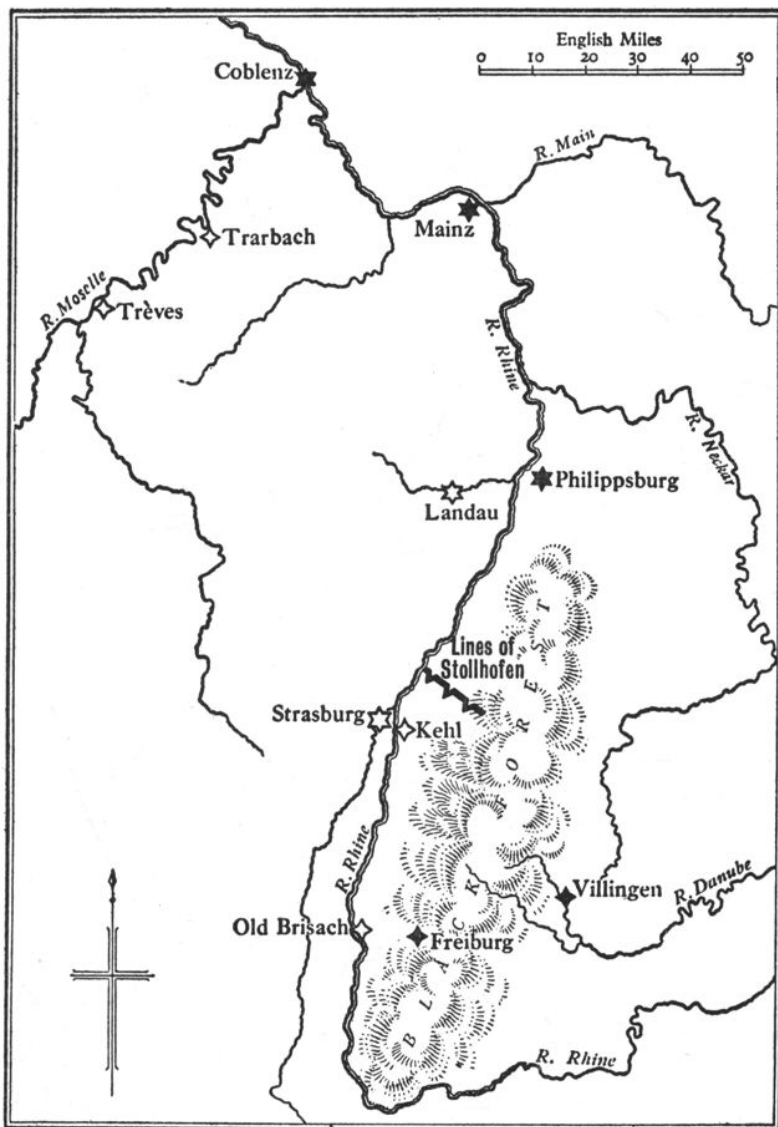 English Miles
0 10 20 30 40 50
Coblenz
R. Main
Mainz
Trarbach
R. Moselle
Trèves
R. Rhine
R. Neckar
Philippsburg
Landau
Lines of
Stollhofen
Strasburg
Kehl
BLACK FOREST
R. Rhine
Villingen
R. Danube
Old Brisach
Freiburg
R. Rhine